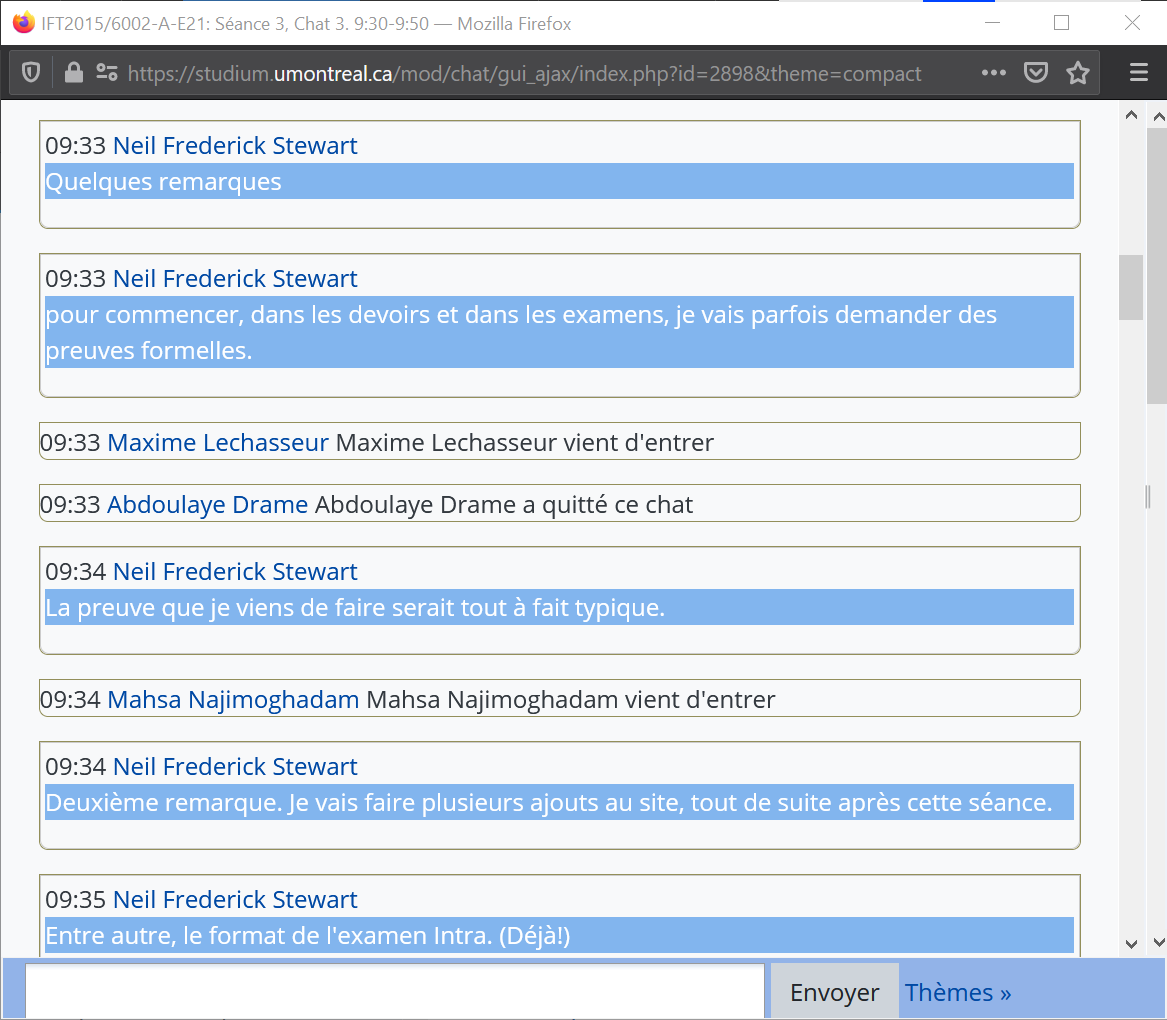 IFT2015/6002-A-E21: Séance 3, Chat 3. 9:30-9:50 — Mozilla Firefox
https://studium.umontreal.ca/mod/chat/gui_ajax/index.php?id=2898&theme=compact
09:33 Neil Frederick Stewart
Quelques remarques
09:33 Neil Frederick Stewart
pour commencer, dans les devoirs et dans les examens, je vais parfois demander des
preuves formelles.
09:33 Maxime Lechasseur Maxime Lechasseur vient d'entrer
09:33 Abdoulaye Drame Abdoulaye Drame a quitté ce chat
09:34 Neil Frederick Stewart
La preuve que je viens de faire serait tout à fait typique.
09:34 Mahsa Najimoghadam Mahsa Najimoghadam vient d'entrer
09:34 Neil Frederick Stewart
Deuxième remarque. Je vais faire plusieurs ajouts au site, tout de suite après cette séance.
09:35 Neil Frederick Stewart
Entre autre, le format de l'examen Intra. (Déjà!)
Envoyer Thèmes »